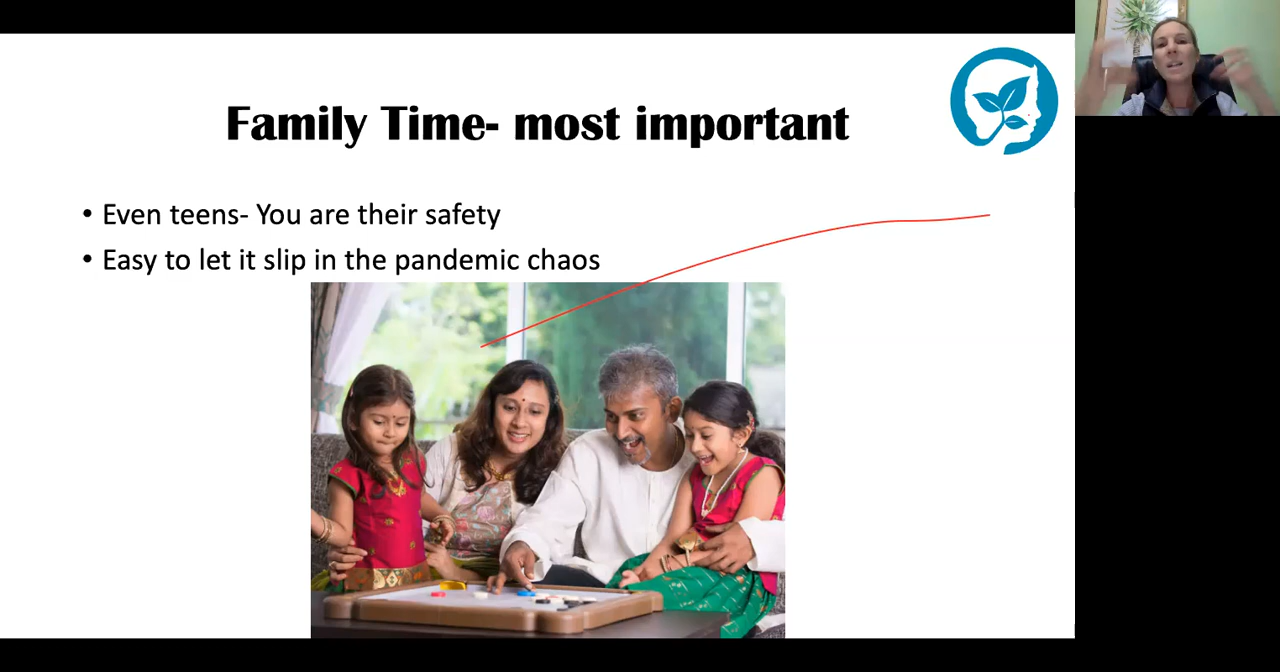 Family Time- most important
• Even teens- You are their safety
• Easy to let it slip in the pandemic chaos